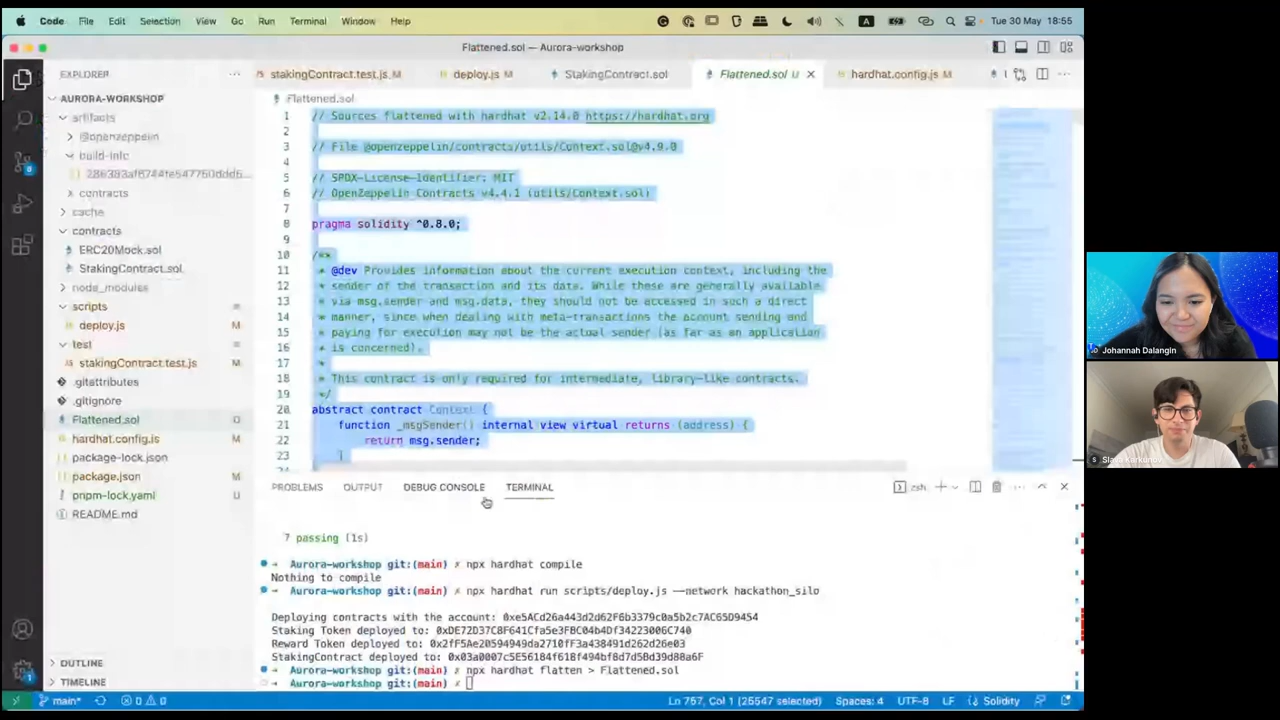 Code File Edit Selection View Go Run Terminal Window Help
A
Tue 30 May 18:55
Flattened.sol — Aurora-workshop
EXPLORER
AURORA-WORKSHOP
artifacts
@openzeppelin
build-info
contracts
cache
contracts
ERC20Mock.sol
StakingContract.sol
node_modules
scripts
deploy.js M
test
stakingContract.test.js M
.gitattributes
.gitignore
Flattened.sol U
hardhat.config.js M
package-lock.json
package.json M
pnpm-lock.yaml U
README.md
OUTLINE
TIMELINE
stakingContract.test.js M
deploy.js M
StakingContract.sol
Flattened.sol U
hardhat.config.js M
Flattened.sol
1 // Sources flattened with hardhat v2.14.0 https://hardhat.org
2
3 // File @openzeppelin/contracts/utils/Context.sol@v4.9.0
4
5 // SPDX-License-Identifier: MIT
6 // OpenZeppelin Contracts v4.4.1 (utils/Context.sol)
7
8 pragma solidity ^0.8.0;
9
10 /**
11 * @dev Provides information about the current execution context, including the
12 * sender of the transaction and its data. While these are generally available
13 * via msg.sender and msg.data, they should not be accessed in such a direct
14 * manner, since when dealing with meta-transactions the account sending and
15 * paying for execution may not be the actual sender (as far as an application
16 * is concerned).
17 *
18 * This contract is only required for intermediate, library-like contracts.
19 */
20 abstract contract Context {
21 function _msgSender() internal view virtual returns (address) {
22 return msg.sender;
23 }
PROBLEMS OUTPUT DEBUG CONSOLE TERMINAL
zsh
7 passing (1s)
→ Aurora-workshop git:(main) ✗ npx hardhat compile
Nothing to compile
→ Aurora-workshop git:(main) ✗ npx hardhat run scripts/deploy.js --network hackathon_silo
Deploying contracts with the account: 0xe5ACd26a443d2d62F6b3379c0a5b2c7AC65D9454
Staking Token deployed to: 0xDE72D37C8F641Cfa5e3FBC04b4Df34223006C740
Reward Token deployed to: 0x2fF5Ae20594949da2710fF3a438491d262d26e03
StakingContract deployed to: 0x03a0007c5E56184f618f494bf8d7d5Bd39d88a6F
→ Aurora-workshop git:(main) ✗ npx hardhat flatten > Flattened.sol
→ Aurora-workshop git:(main) ✗
main*
0 0
Ln 757, Col 1 (25547 selected) Spaces: 4 UTF-8 LF Solidity
Johannah Dalangin